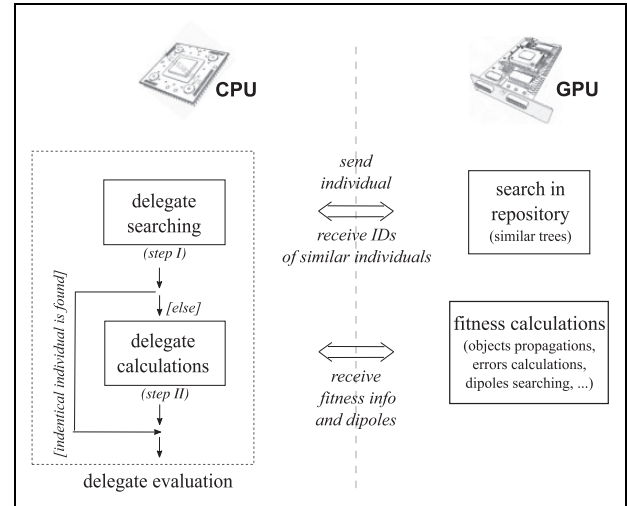 CPU
GPU
send
individual
receive IDs
of similar individuals
delegate
searching
(step I)
[else]
delegate
calculations
(step II)
[indentical individual is found]
delegate evaluation
search in
repository
(similar trees)
receive
fitness info
and dipoles
fitness calculations
(objects propagations,
errors calculations,
dipoles searching, ...)